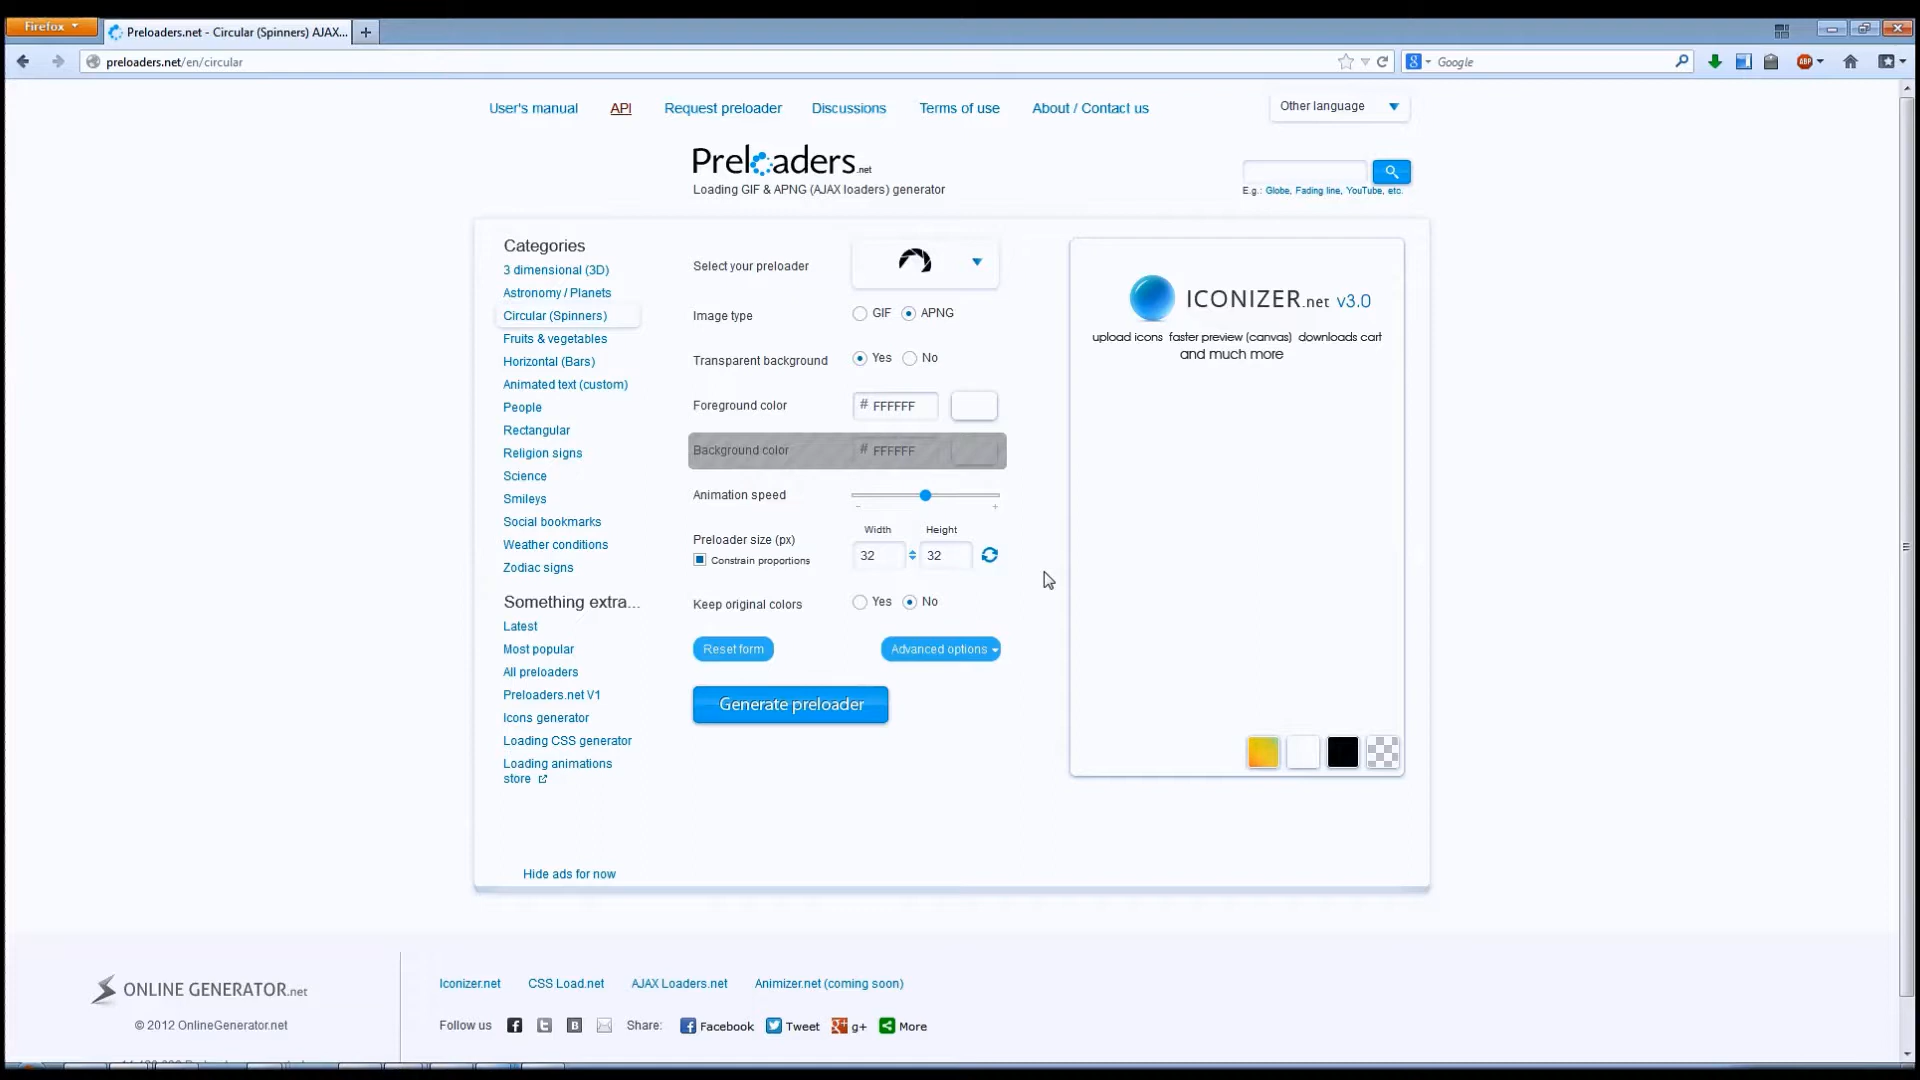 Firefox
Preloaders.net - Circular (Spinners) AJAX...
preloaders.net/en/circular
Google
ABP
User's manual
API
Request preloader
Discussions
Terms of use
About / Contact us
Other language
Preloaders.net
Loading GIF & APNG (AJAX loaders) generator
E.g.: Globe, Fading line, YouTube, etc.
Categories
3 dimensional (3D)
Astronomy / Planets
Circular (Spinners)
Fruits & vegetables
Horizontal (Bars)
Animated text (custom)
People
Rectangular
Religion signs
Science
Smileys
Social bookmarks
Weather conditions
Zodiac signs
Something extra...
Latest
Most popular
All preloaders
Preloaders.net V1
Icons generator
Loading CSS generator
Loading animations
store
Hide ads for now
Select your preloader
Image type
GIF
APNG
Transparent background
Yes
No
Foreground color
# FFFFFF
Background color
# FFFFFF
Animation speed
- +
Width
Height
Preloader size (px)
32
32
Constrain proportions
Keep original colors
Yes
No
Reset form
Advanced options
Generate preloader
ICONIZER.net v3.0
upload icons faster preview (canvas) downloads cart
and much more
ONLINE GENERATOR.net
© 2012 OnlineGenerator.net
Iconizer.net
CSS Load.net
AJAX Loaders.net
Animizer.net (coming soon)
Follow us
Share:
Facebook
Tweet
g+
More